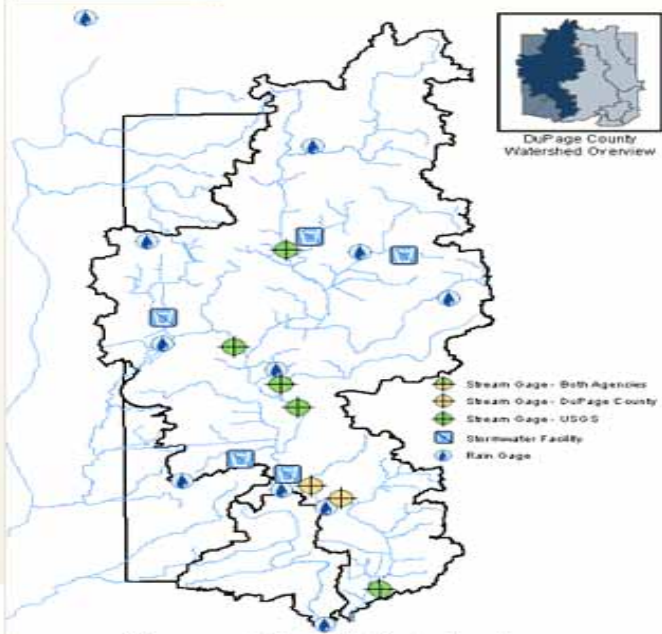 DuPage County
Watershed Overview
Stream Gage - Both Agencies
Stream Gage - DuPage County
Stream Gage - USGS
Stormwater Facility
Rain Gage